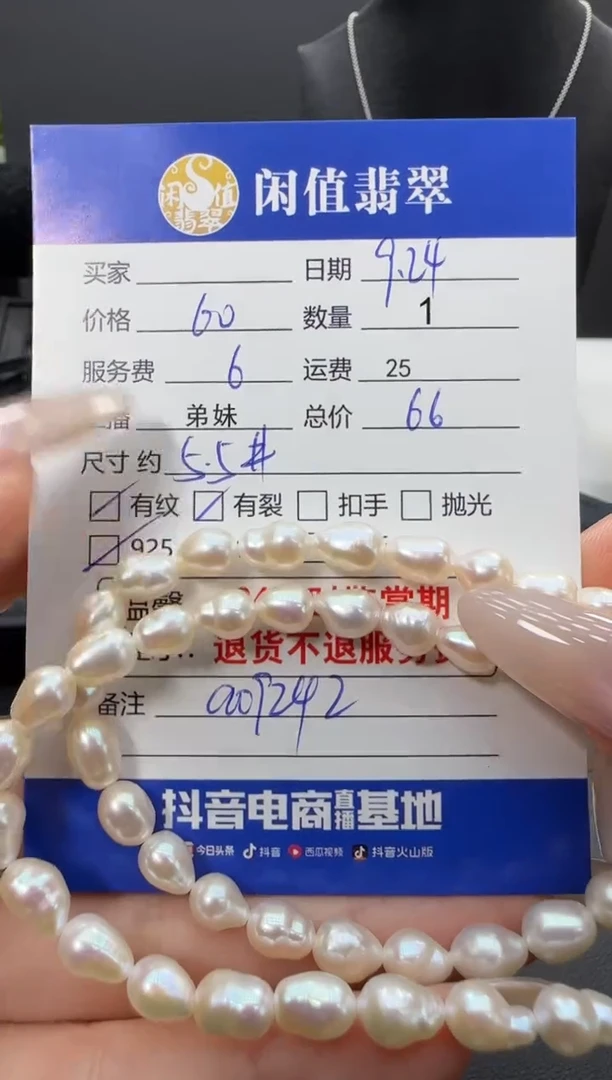 闲值翡翠
闲值翡翠
买家 日期 9.24
价格 60 数量 1
服务费 6 运费 25
播 弟妹 总价 66
尺寸 约 5.5#
有纹 有裂 扣手 抛光
925
常期
退货不退服务
备注 a09242
抖音电商直播基地
今日头条 抖音 西瓜视频 抖音火山版